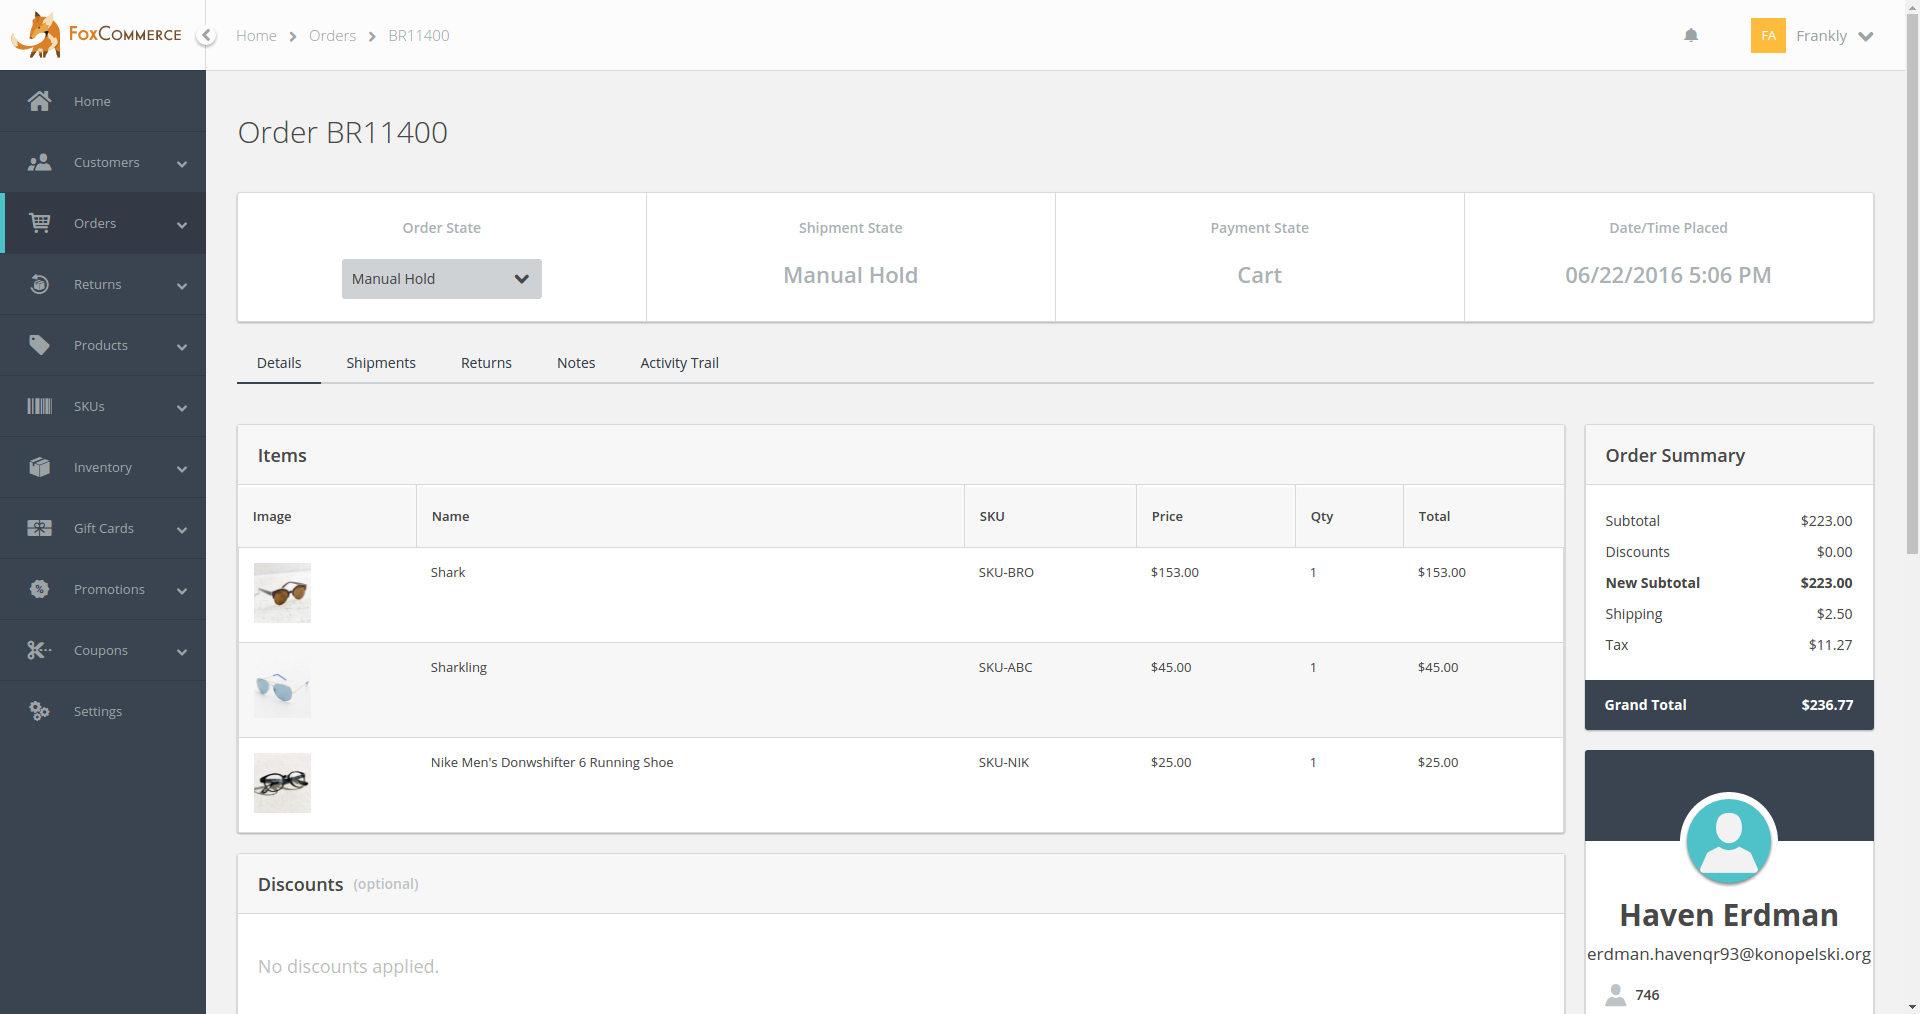 FoxCommerce
Home
Orders
BR11400
FA
Frankly
Home
Customers
Orders
Returns
Products
SKUs
Inventory
Gift Cards
Promotions
Coupons
Settings
Order BR11400
Order State
Manual Hold
Shipment State
Manual Hold
Payment State
Cart
Date/Time Placed
06/22/2016 5:06 PM
Details Shipments Returns Notes Activity Trail
Items
Image Name SKU Price Qty Total
Shark SKU-BRO $153.00 1 $153.00
Sharkling SKU-ABC $45.00 1 $45.00
Nike Men's Donwshifter 6 Running Shoe SKU-NIK $25.00 1 $25.00
Discounts (optional)
No discounts applied.
Order Summary
Subtotal $223.00
Discounts $0.00
New Subtotal $223.00
Shipping $2.50
Tax $11.27
Grand Total $236.77
Haven Erdman
erdman.havenqr93@konopelski.org
746